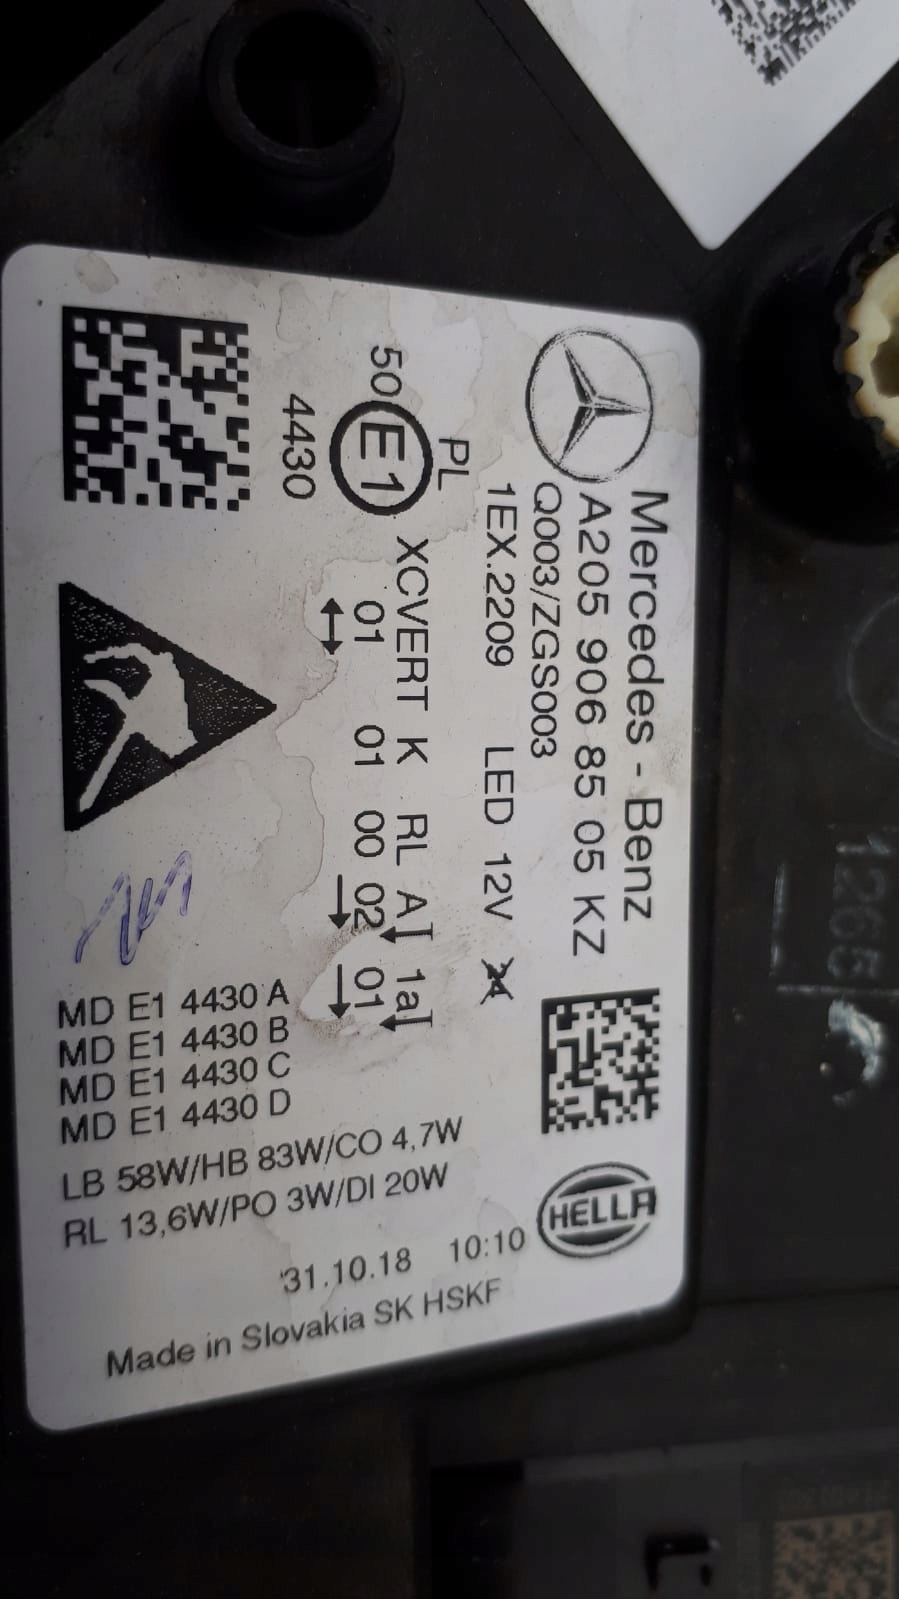 Mercedes - Benz
A205 906 85 05 KZ
Q003/ZGS003
1EX.2209 LED 12V
HELLA
PL
XCVERT K RL A 1a
50 E1 01 01 00 02 01
4430
MD E1 4430 A
MD E1 4430 B
MD E1 4430 C
MD E1 4430 D
LB 58W/HB 83W/CO 4,7W
RL 13,6W/PO 3W/DI 20W
31.10.18 10:10
Made in Slovakia SK HSKF